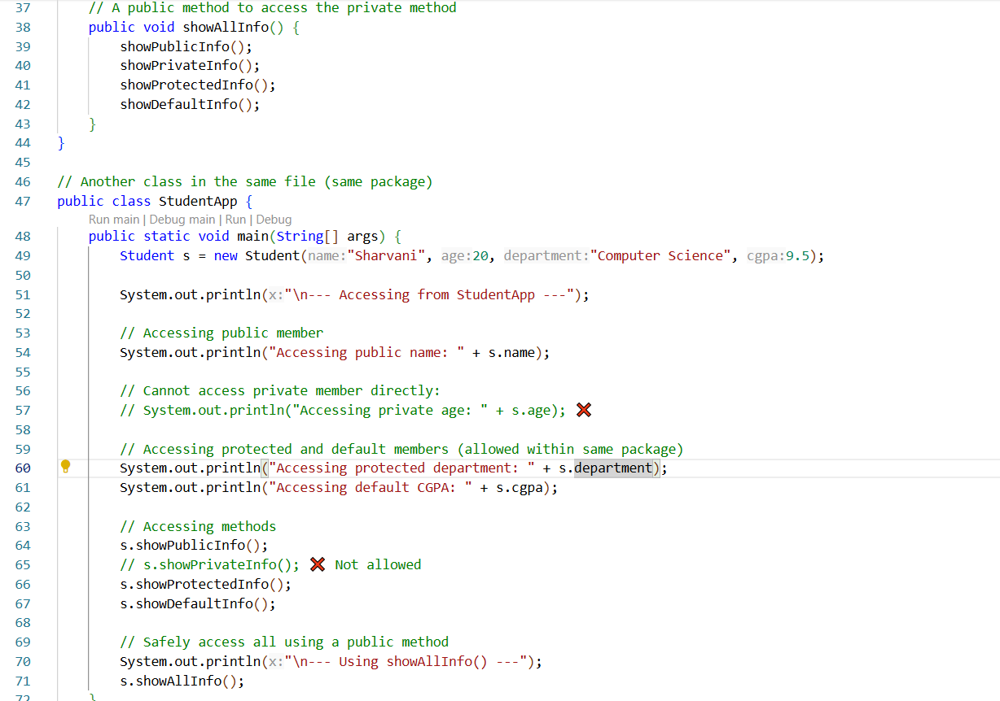 37 // A public method to access the private method
38 public void showAllInfo() {
39 showPublicInfo();
40 showPrivateInfo();
41 showProtectedInfo();
42 showDefaultInfo();
43 }
44 }
45
46 // Another class in the same file (same package)
47 public class StudentApp {
Run main | Debug main | Run | Debug
48 public static void main(String[] args) {
49 Student s = new Student(name:"Sharvani", age:20, department:"Computer Science", cgpa:9.5);
50
51 System.out.println(x:"\n--- Accessing from StudentApp ---");
52
53 // Accessing public member
54 System.out.println("Accessing public name: " + s.name);
55
56 // Cannot access private member directly:
57 // System.out.println("Accessing private age: " + s.age); ❌
58
59 // Accessing protected and default members (allowed within same package)
60 System.out.println("Accessing protected department: " + s.department);
61 System.out.println("Accessing default CGPA: " + s.cgpa);
62
63 // Accessing methods
64 s.showPublicInfo();
65 // s.showPrivateInfo(); ❌ Not allowed
66 s.showProtectedInfo();
67 s.showDefaultInfo();
68
69 // Safely access all using a public method
70 System.out.println(x:"\n--- Using showAllInfo() ---");
71 s.showAllInfo();
72 }